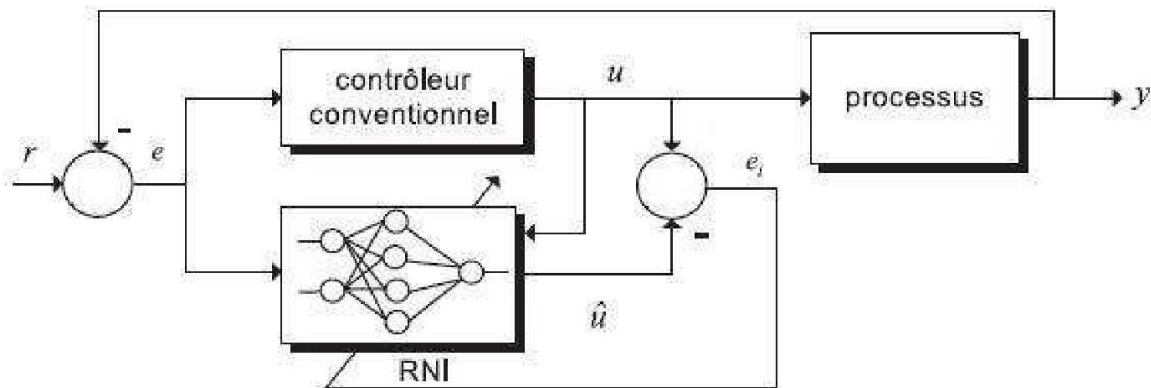 contrôleur
conventionnel
u
processus
y
-
r
e
e_i
-
û
RNI